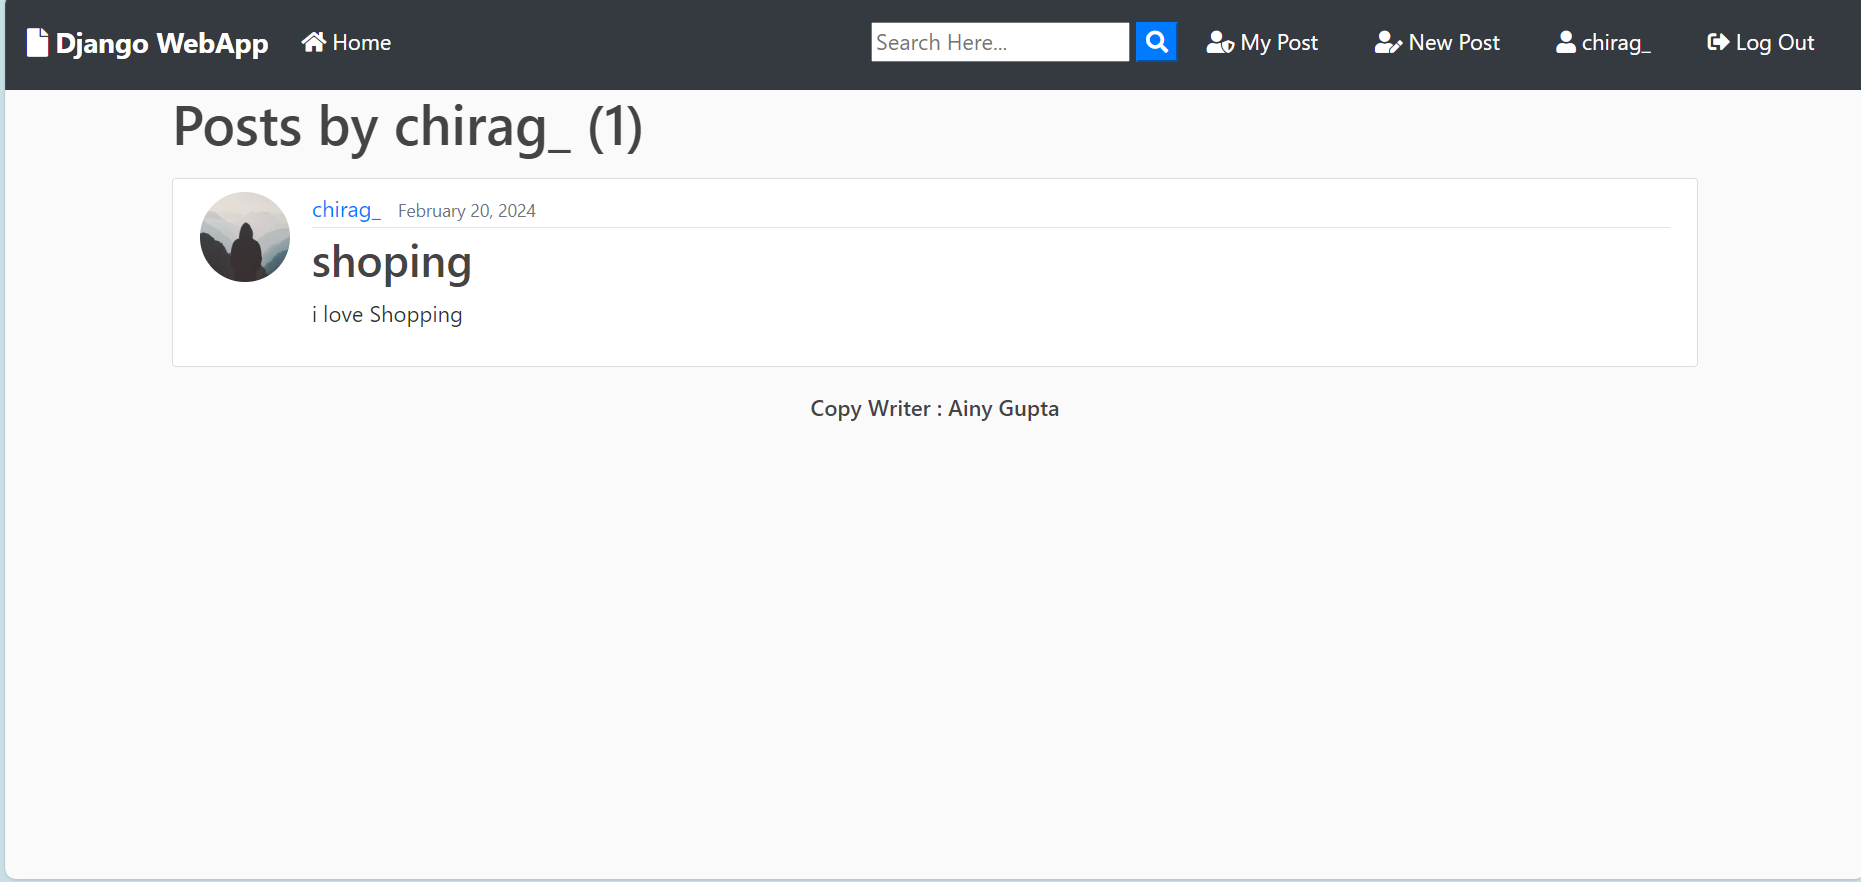 Django WebApp Home Search Here... My Post New Post chirag_ Log Out
Posts by chirag_ (1)
chirag_ February 20, 2024
shoping
i love Shopping
Copy Writer : Ainy Gupta